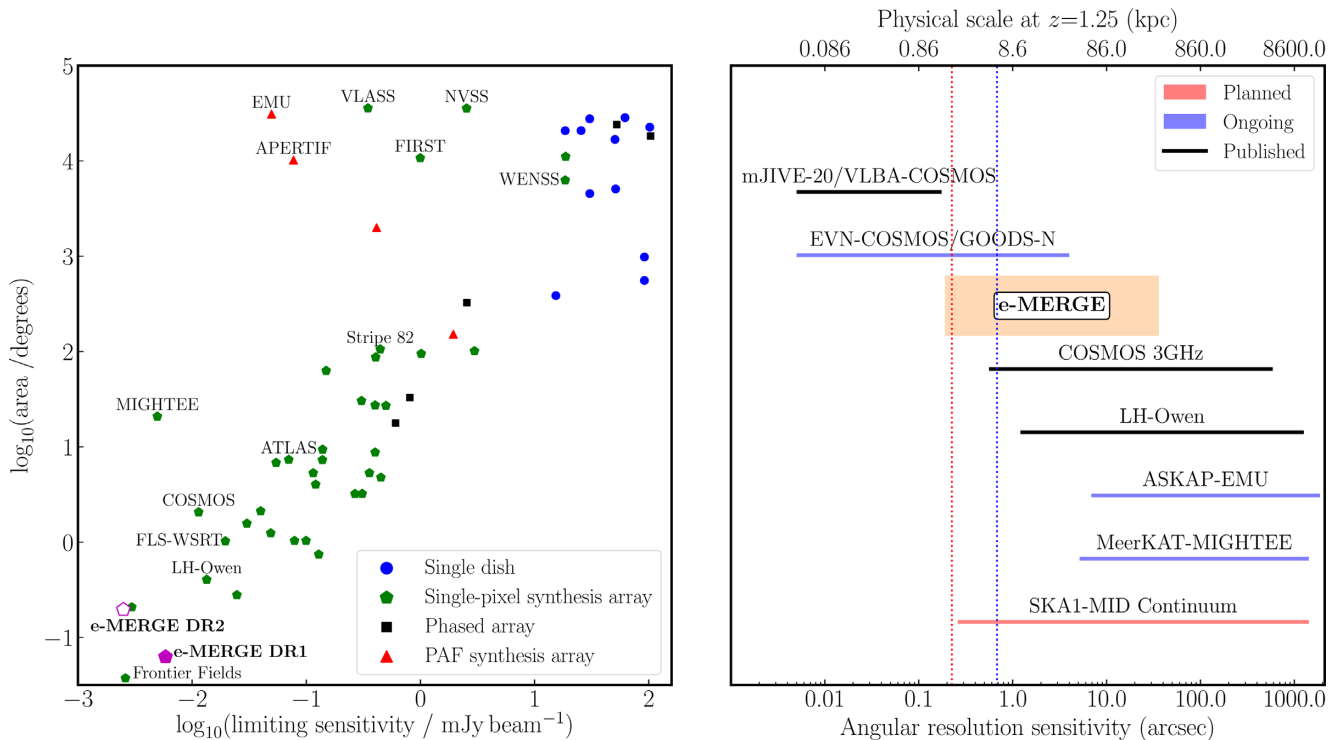 5
4
3
2
1
0
−1
log10(area /degrees)
EMU
VLASS
NVSS
APERTIF
FIRST
WENSS
Stripe 82
MIGHTEE
ATLAS
COSMOS
FLS-WSRT
LH-Owen
e-MERGE DR2
e-MERGE DR1
Frontier Fields
Single dish
Single-pixel synthesis array
Phased array
PAF synthesis array
−3 −2 −1 0 1 2
log10(limiting sensitivity / mJy beam−1)
Physical scale at z=1.25 (kpc)
0.086 0.86 8.6 86.0 860.0 8600.0
Planned
Ongoing
Published
mJIVE-20/VLBA-COSMOS
EVN-COSMOS/GOODS-N
e-MERGE
COSMOS 3GHz
LH-Owen
ASKAP-EMU
MeerKAT-MIGHTEE
SKA1-MID Continuum
0.01 0.10 1.0 10.0 100.0 1000.0
Angular resolution sensitivity (arcsec)